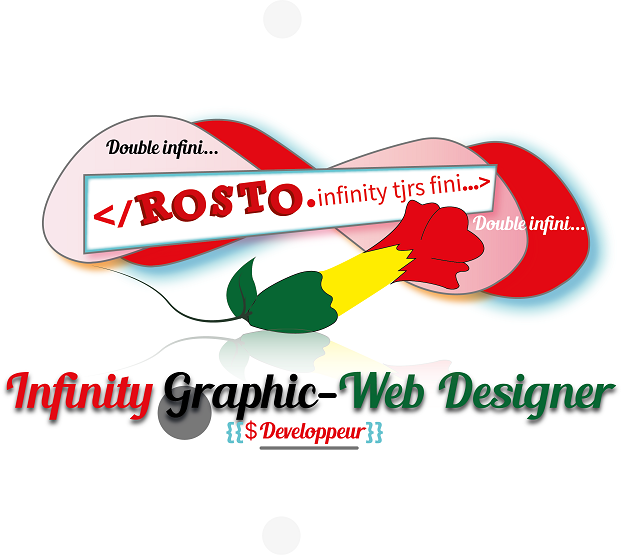 Double infini...
</ROSTO.infinity tjrs fini...>
Double infini...
Infinity Graphic-Web Designer
{{$ Developpeur}}